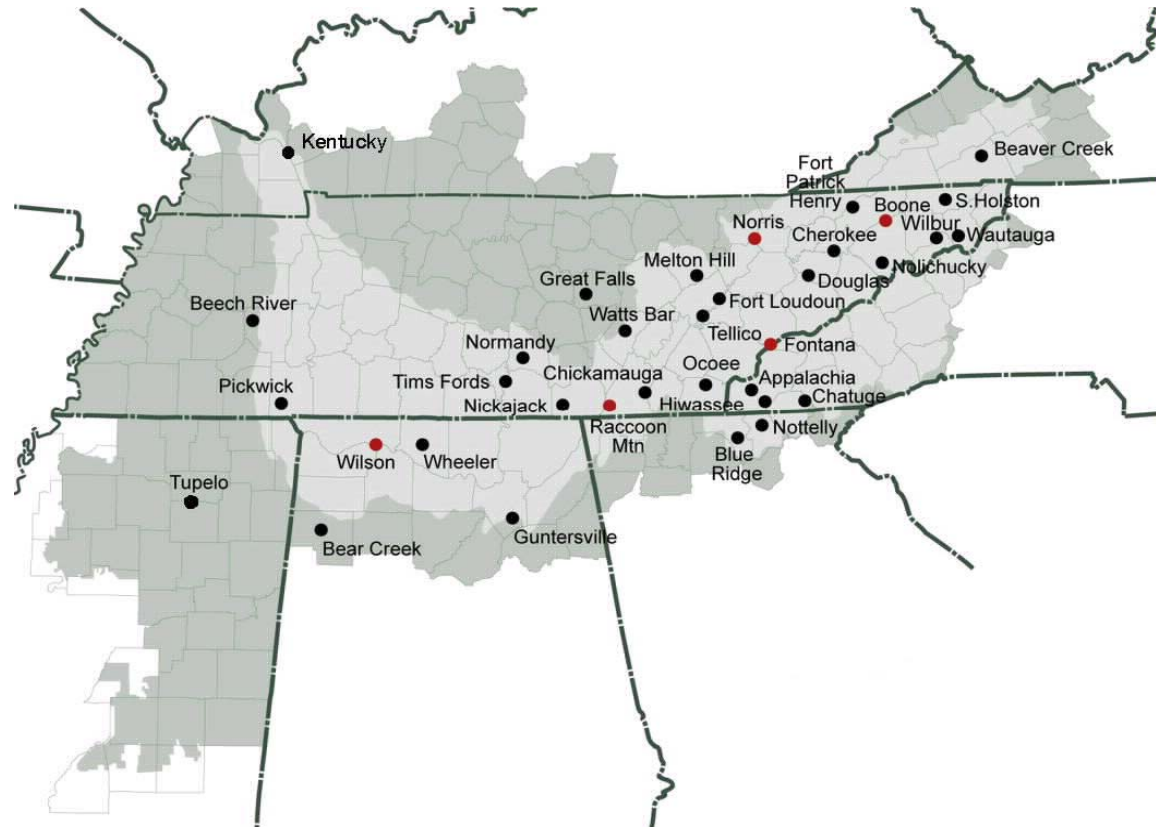 Kentucky
Beaver Creek
Fort
Patrick
Henry
Boone
S.Holston
Norris
Wilbur
Wautauga
Cherokee
Melton Hill
Nolichucky
Great Falls
Douglas
Fort Loudoun
Beech River
Watts Bar
Tellico
Normandy
Fontana
Ocoee
Chickamauga
Tims Fords
Appalachia
Pickwick
Nickajack
Hiwassee
Chatuge
Raccoon
Mtn
Nottelly
Wilson
Wheeler
Blue
Ridge
Tupelo
Guntersville
Bear Creek